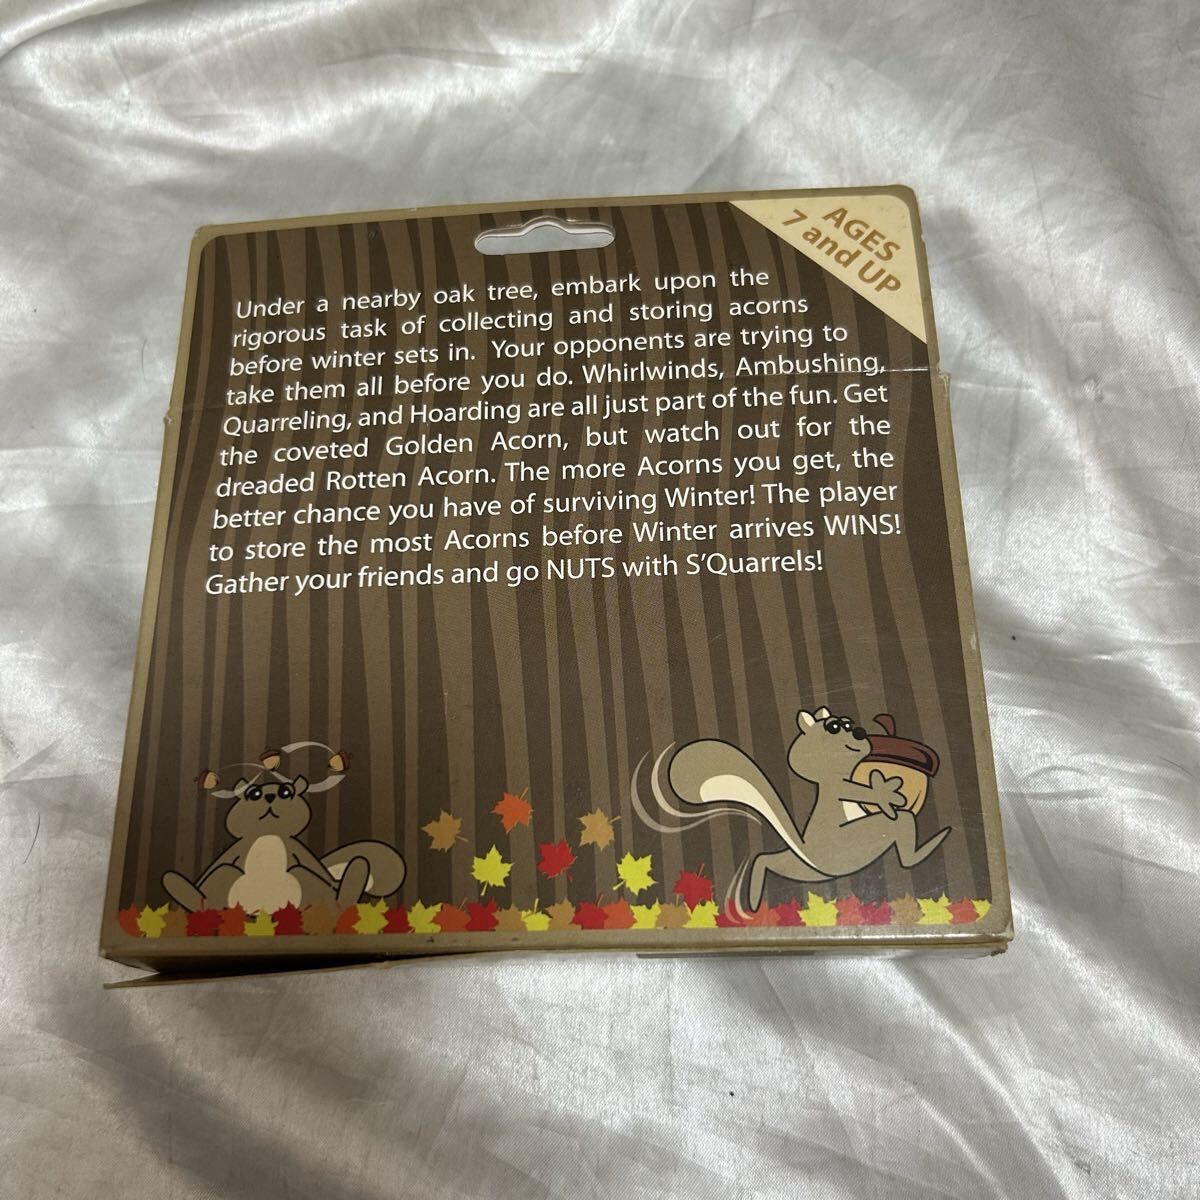 AGES
7 and UP
Under a nearby oak tree, embark upon the
rigorous task of collecting and storing acorns
before winter sets in. Your opponents are trying to
take them all before you do. Whirlwinds, Ambushing,
Quarreling, and Hoarding are all just part of the fun. Get
the coveted Golden Acorn, but watch out for the
dreaded Rotten Acorn. The more Acorns you get, the
better chance you have of surviving Winter! The player
to store the most Acorns before Winter arrives WINS!
Gather your friends and go NUTS with S'Quarrels!